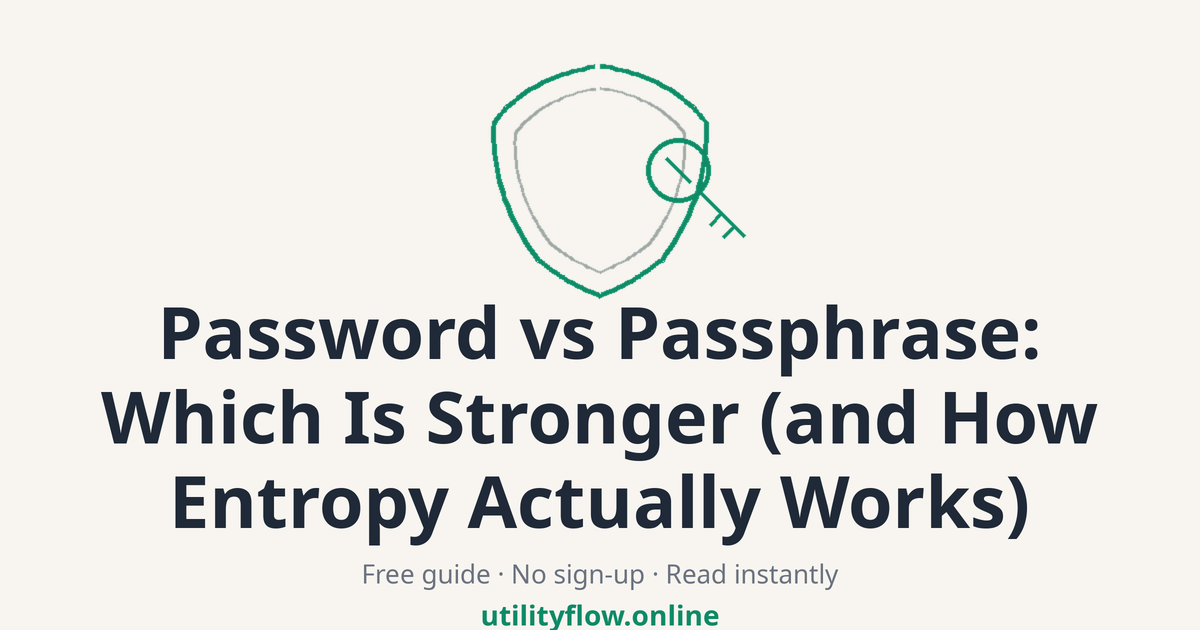 Password vs Passphrase:
Which Is Stronger (and How
Entropy Actually Works)
Free guide · No sign-up · Read instantly
utilityflow.online